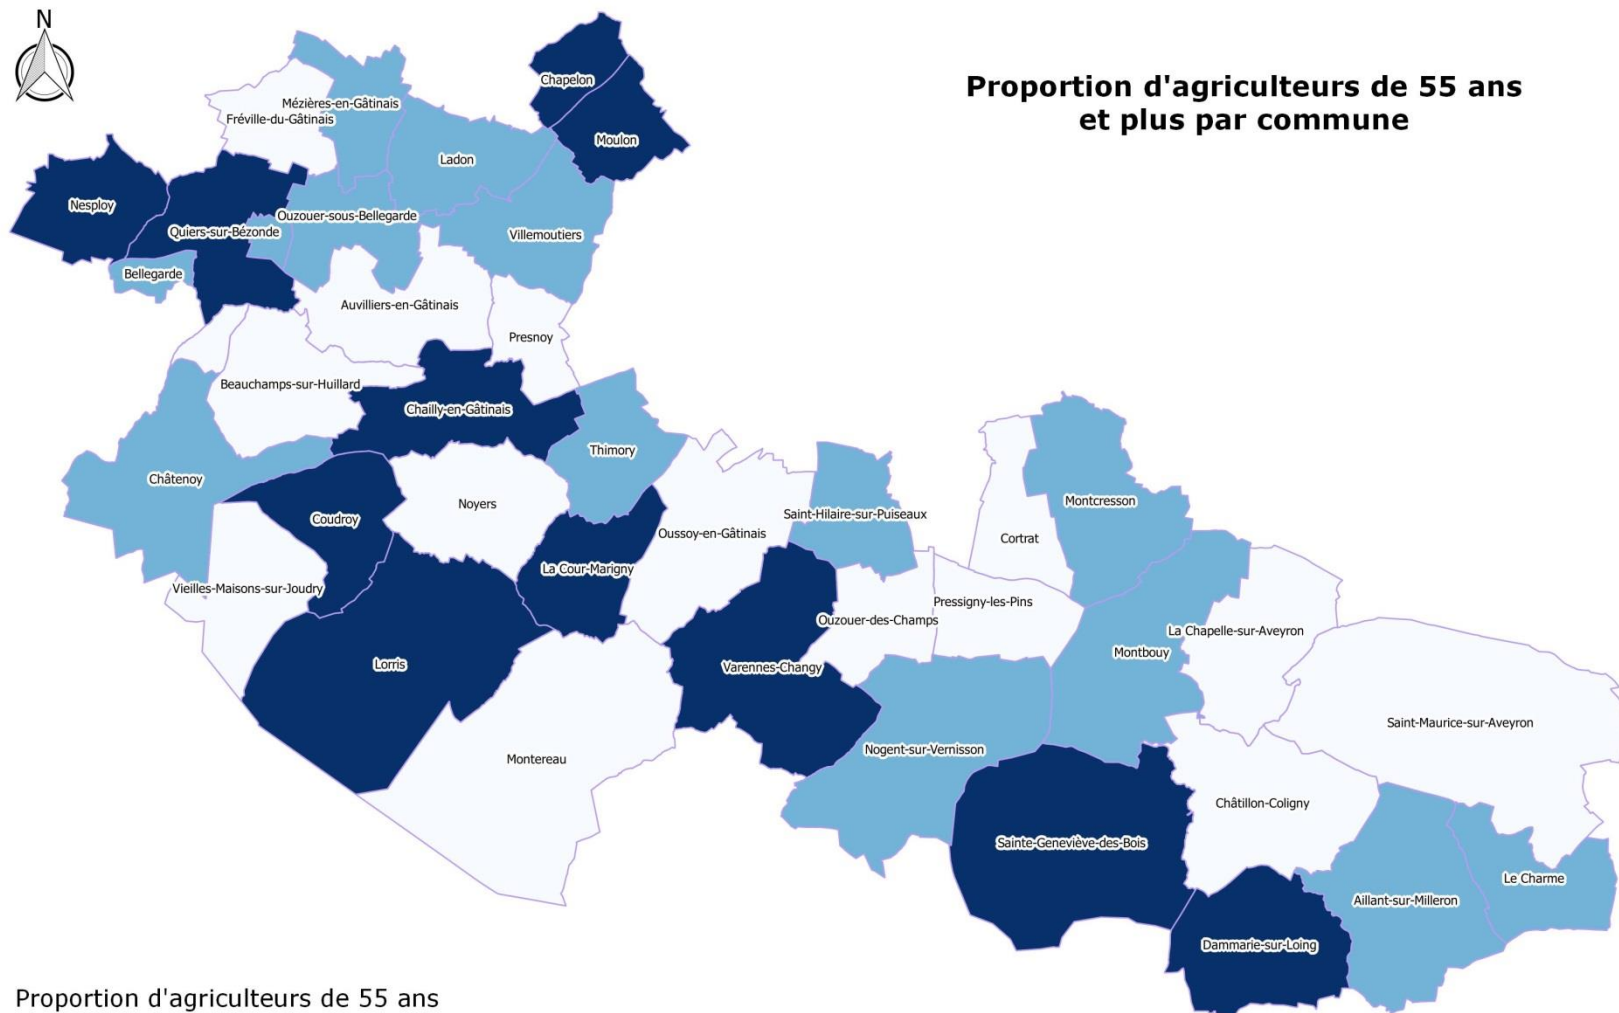 N
Proportion d'agriculteurs de 55 ans
et plus par commune
Chapelon
Mézières-en-Gâtinais
Fréville-du-Gâtinais
Moulon
Ladon
Nesploy
Ouzouer-sous-Bellegarde
Quiers-sur-Bézonde
Villemoutiers
Bellegarde
Auvilliers-en-Gâtinais
Presnoy
Beauchamps-sur-Huillard
Chailly-en-Gâtinais
Thimory
Châtenoy
Noyers
Montcresson
Saint-Hilaire-sur-Puiseaux
Coudroy
Oussoy-en-Gâtinais
Cortrat
La Cour-Marigny
Vieilles-Maisons-sur-Joudry
Pressigny-les-Pins
Ouzouer-des-Champs
La Chapelle-sur-Aveyron
Montbouy
Lorris
Varennes-Changy
Saint-Maurice-sur-Aveyron
Nogent-sur-Vernisson
Montereau
Châtillon-Coligny
Sainte-Geneviève-des-Bois
Le Charme
Aillant-sur-Milleron
Dammarie-sur-Loing
Proportion d'agriculteurs de 55 ans